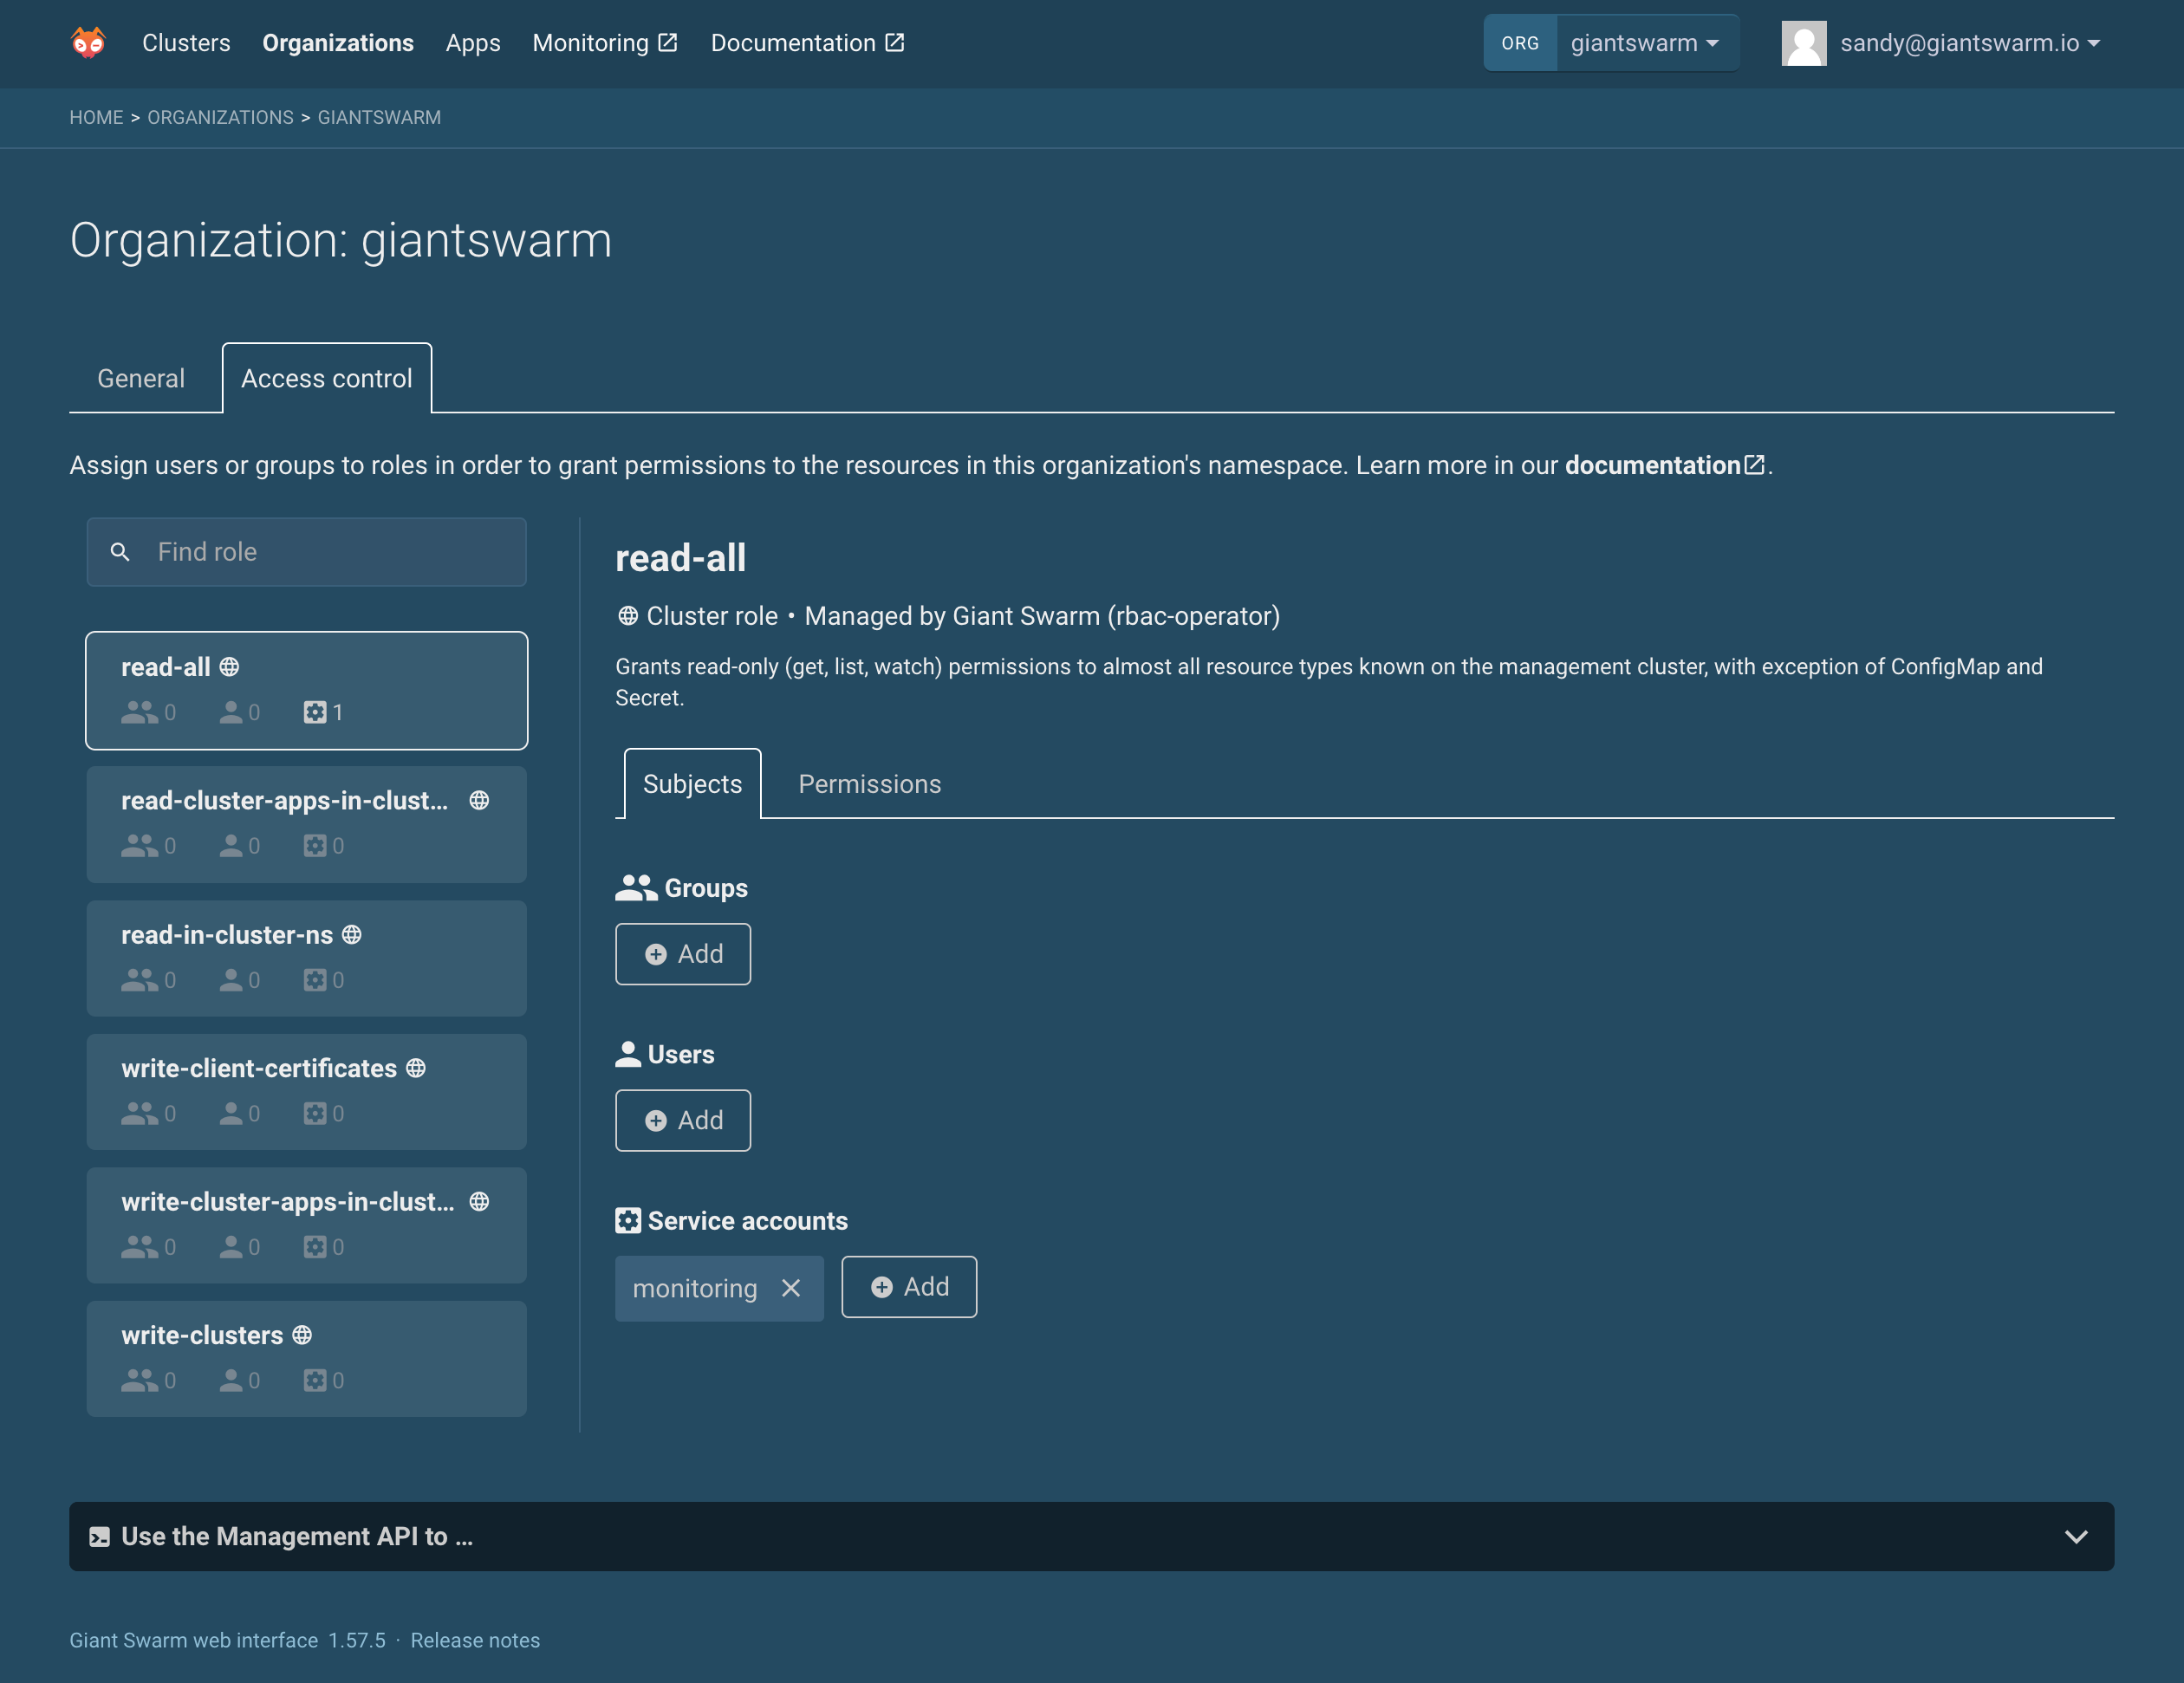 Clusters Organizations Apps Monitoring Documentation ORG giantswarm sandy@giantswarm.io
HOME > ORGANIZATIONS > GIANTSWARM
Organization: giantswarm
General Access control
Assign users or groups to roles in order to grant permissions to the resources in this organization's namespace. Learn more in our documentation.
Find role
read-all
0 0 1
read-cluster-apps-in-clust...
0 0 0
read-in-cluster-ns
0 0 0
write-client-certificates
0 0 0
write-cluster-apps-in-clust...
0 0 0
write-clusters
0 0 0
read-all
Cluster role • Managed by Giant Swarm (rbac-operator)
Grants read-only (get, list, watch) permissions to almost all resource types known on the management cluster, with exception of ConfigMap and
Secret.
Subjects Permissions
Groups
Add
Users
Add
Service accounts
monitoring Add
Use the Management API to ...
Giant Swarm web interface 1.57.5 · Release notes